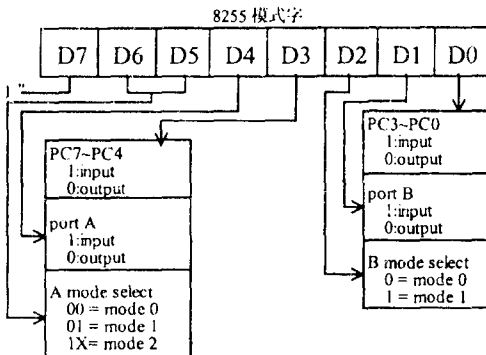 8255 模式字
D7 D6 D5 D4 D3 D2 D1 D0
PC7~PC4
1:input
0:output
port A
1:input
0:output
A mode select
00 = mode 0
01 = mode 1
1X= mode 2
PC3~PC0
1:input
0:output
port B
1:input
0:output
B mode select
0 = mode 0
1 = mode 1